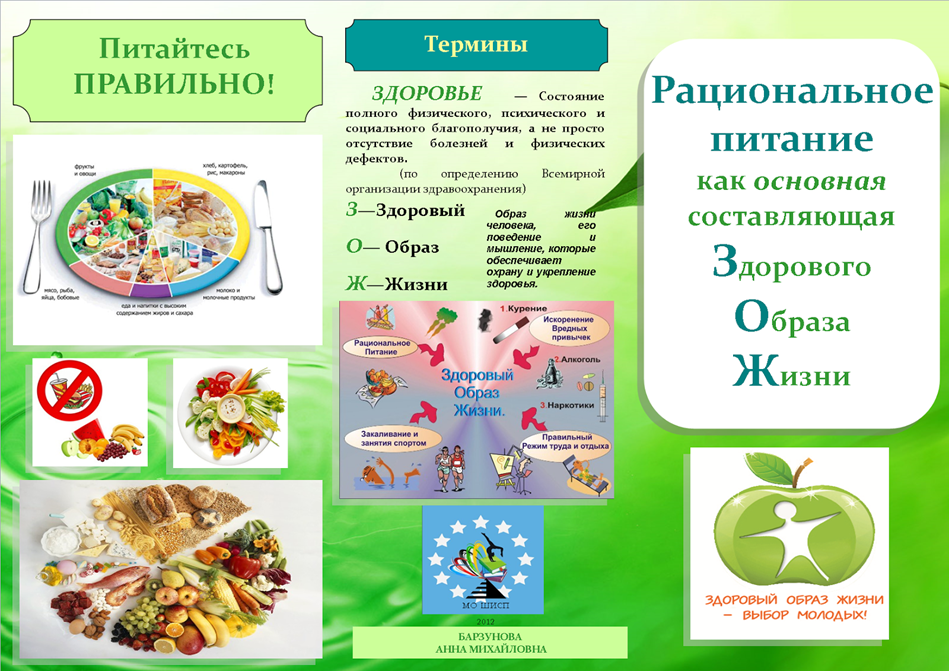 Питайтесь
ПРАВИЛЬНО!
фрукты
и овощи
хлеб, картофель,
рис, макароны
мясо, рыба,
яйца, бобовые
молоко и
молочные продукты
еда и напитки с высоким
содержанием жиров и сахара
Термины
ЗДОРОВЬЕ — Состояние
полного физического, психического и
социального благополучия, а не просто
отсутствие болезней и физических
дефектов.
(по определению Всемирной
организации здравоохранения)
З—Здоровый
О— Образ
Ж—Жизни
Образ жизни
человека, его
поведение и
мышление, которые
обеспечивает
охрану и укрепление
здоровья.
1.Курение
Рациональное
Питание
Искоренение
Вредных
привычек
2.Алкоголь
Здоровый
Образ
Жизни.
3.Наркотики
Закаливание и
занятия спортом
Правильный
Режим труда и отдыха
МО ШИСП
2012
БАРЗУНОВА
АННА МИХАЙЛОВНА
Рациональное
питание
как основная
составляющая
Здорового
Образа
Жизни
ЗДОРОВЫЙ ОБРАЗ ЖИЗНИ
– ВЫБОР МОЛОДЫХ!